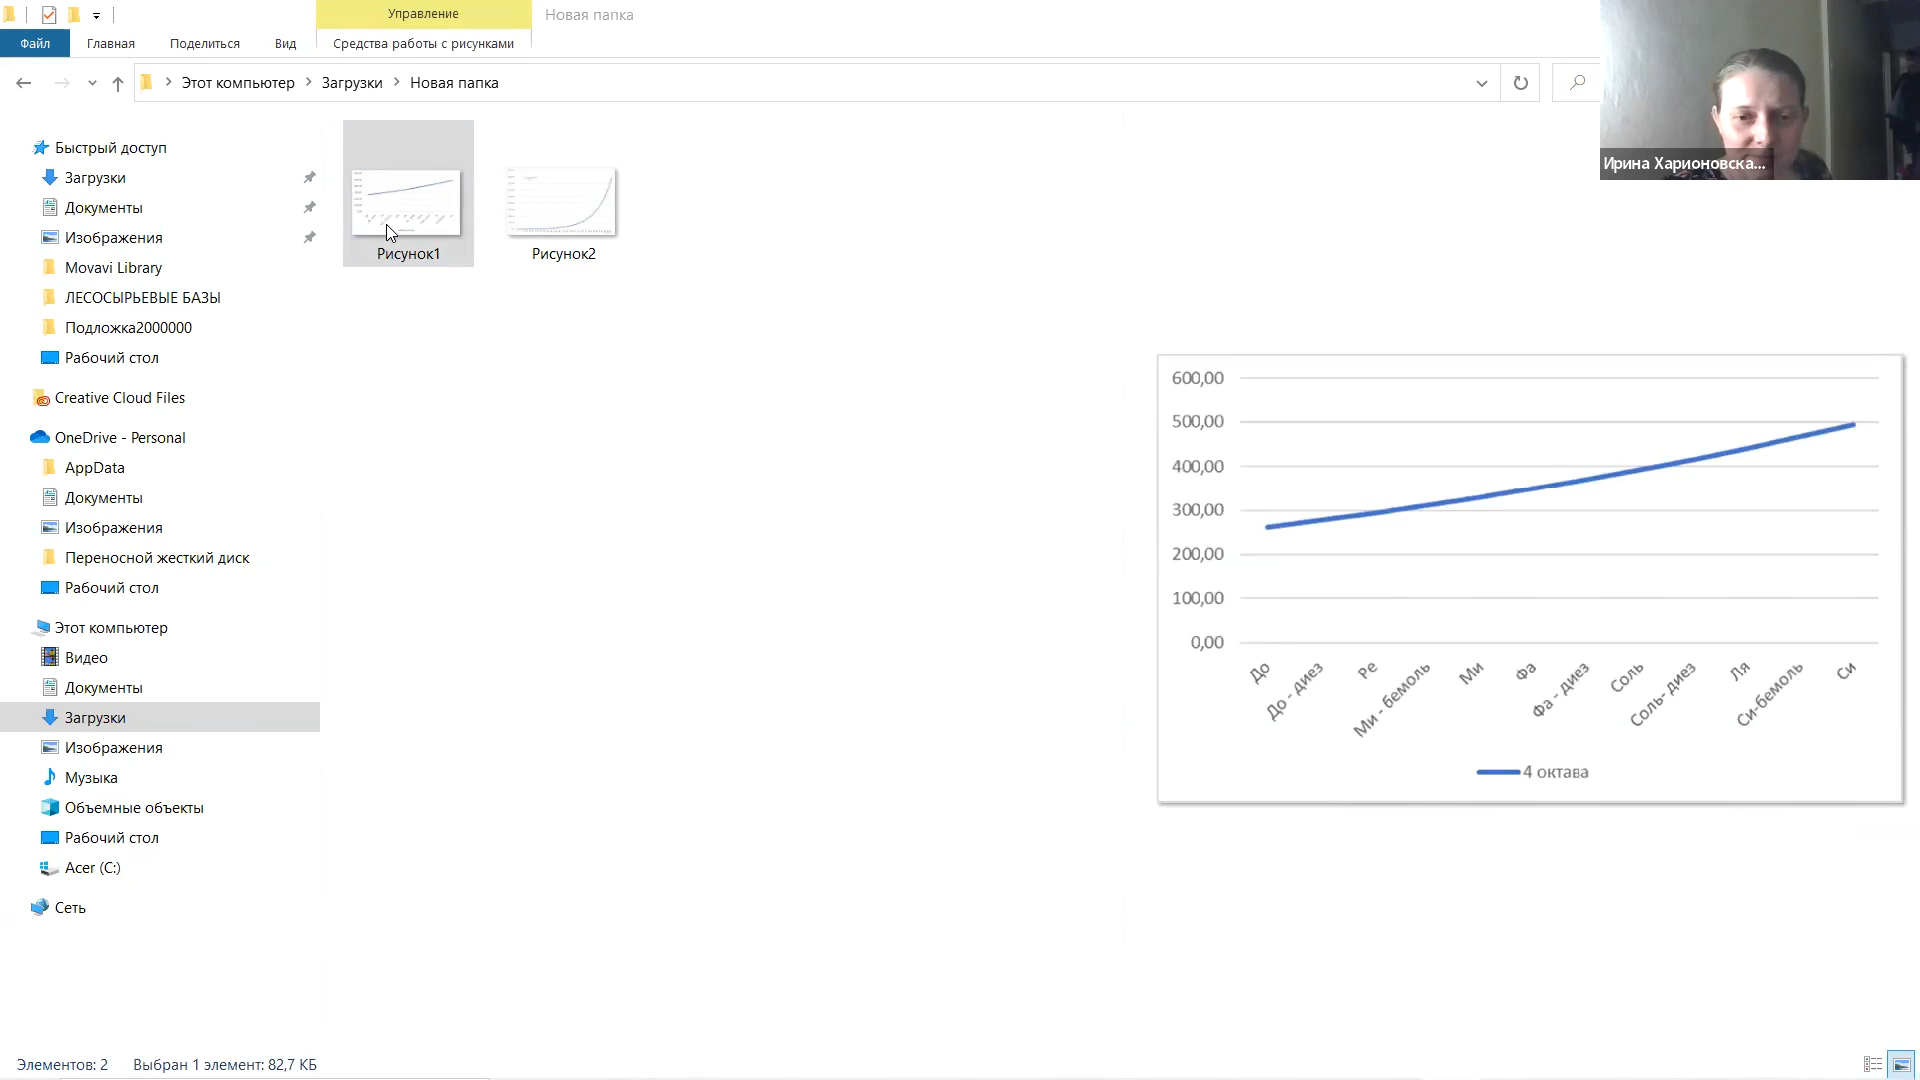 Управление
Новая папка
Файл
Главная
Поделиться
Вид
Средства работы с рисунками
Этот компьютер
Загрузки
Новая папка
Ирина Харионовска...
Быстрый доступ
Загрузки
Документы
Изображения
Movavi Library
ЛЕСОСЫРЬЕВЫЕ БАЗЫ
Подложка2000000
Рабочий стол
Creative Cloud Files
OneDrive - Personal
AppData
Документы
Изображения
Переносной жесткий диск
Рабочий стол
Этот компьютер
Видео
Документы
Загрузки
Изображения
Музыка
Объемные объекты
Рабочий стол
Acer (C:)
Сеть
Рисунок1
Рисунок2
600,00
500,00
400,00
300,00
200,00
100,00
0,00
До
До - диез
Ре
Ми - бемоль
Ми
Фа
Фа - диез
Соль
Соль- диез
Ля
Си-бемоль
Си
4 октава
Элементов: 2
Выбран 1 элемент: 82,7 КБ